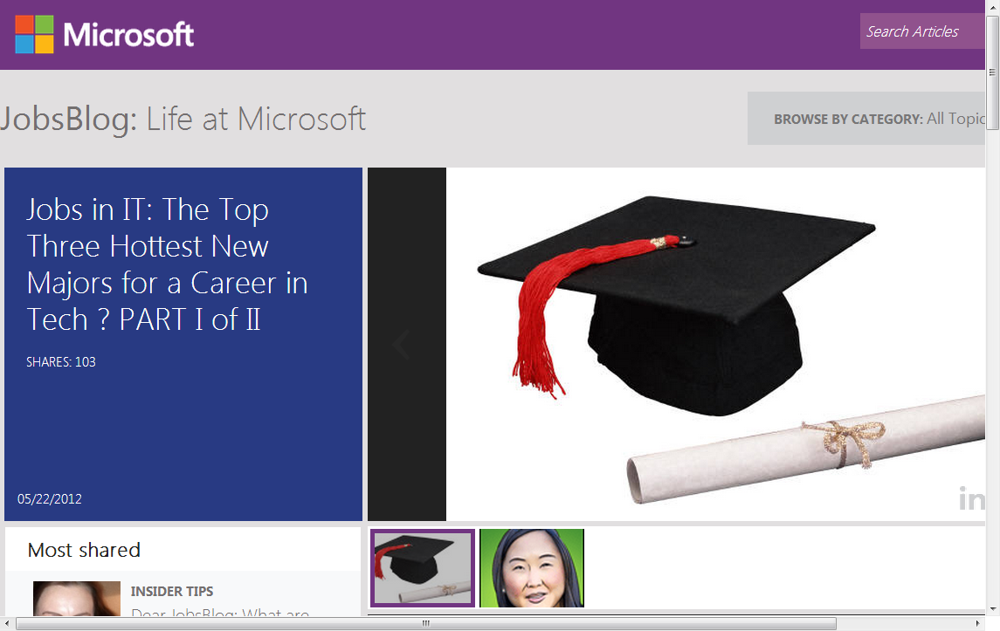 Microsoft
Search Articles
JobsBlog: Life at Microsoft
BROWSE BY CATEGORY: All Topic
Jobs in IT: The Top
Three Hottest New
Majors for a Career in
Tech ? PART I of II
SHARES: 103
05/22/2012
in
Most shared
INSIDER TIPS
Dear JobsBlog: What are